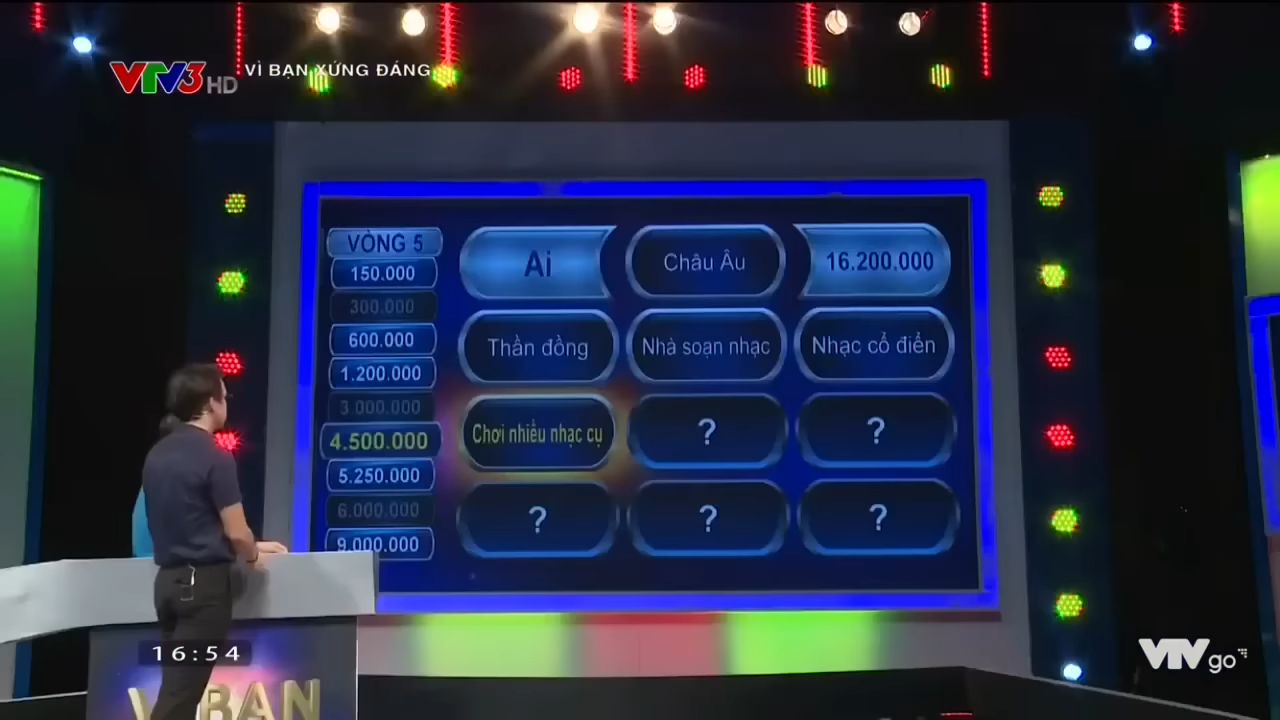 VTV3 HD
VÌ BẠN XỨNG ĐÁNG
VÒNG 5
150.000
300.000
600.000
1.200.000
3.000.000
4.500.000
5.250.000
6.000.000
9.000.000
Ai
Châu Âu
16.200.000
Thần đồng
Nhà soạn nhạc
Nhạc cổ điển
Chơi nhiều nhạc cụ
?
?
?
?
?
16:54
BẠN
VTV go